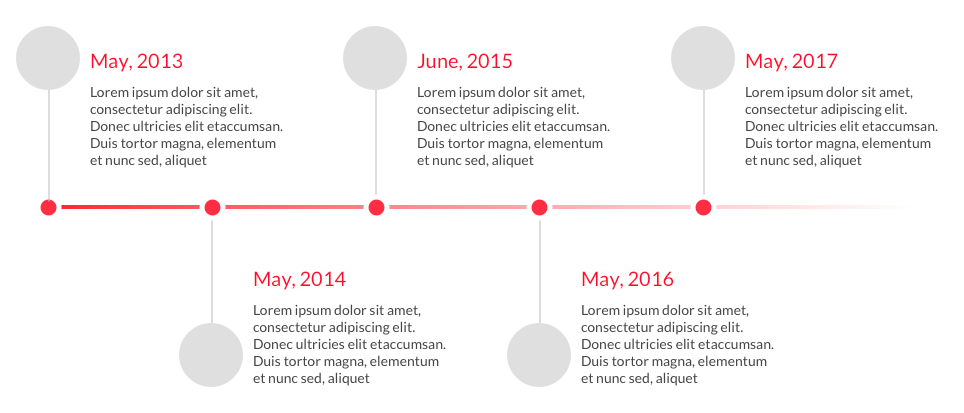 May, 2013
Lorem ipsum dolor sit amet,
consectetur adipiscing elit.
Donec ultricies elit etaccumsan.
Duis tortor magna, elementum
et nunc sed, aliquet
June, 2015
Lorem ipsum dolor sit amet,
consectetur adipiscing elit.
Donec ultricies elit etaccumsan.
Duis tortor magna, elementum
et nunc sed, aliquet
May, 2017
Lorem ipsum dolor sit amet,
consectetur adipiscing elit.
Donec ultricies elit etaccumsan.
Duis tortor magna, elementum
et nunc sed, aliquet
May, 2014
Lorem ipsum dolor sit amet,
consectetur adipiscing elit.
Donec ultricies elit etaccumsan.
Duis tortor magna, elementum
et nunc sed, aliquet
May, 2016
Lorem ipsum dolor sit amet,
consectetur adipiscing elit.
Donec ultricies elit etaccumsan.
Duis tortor magna, elementum
et nunc sed, aliquet